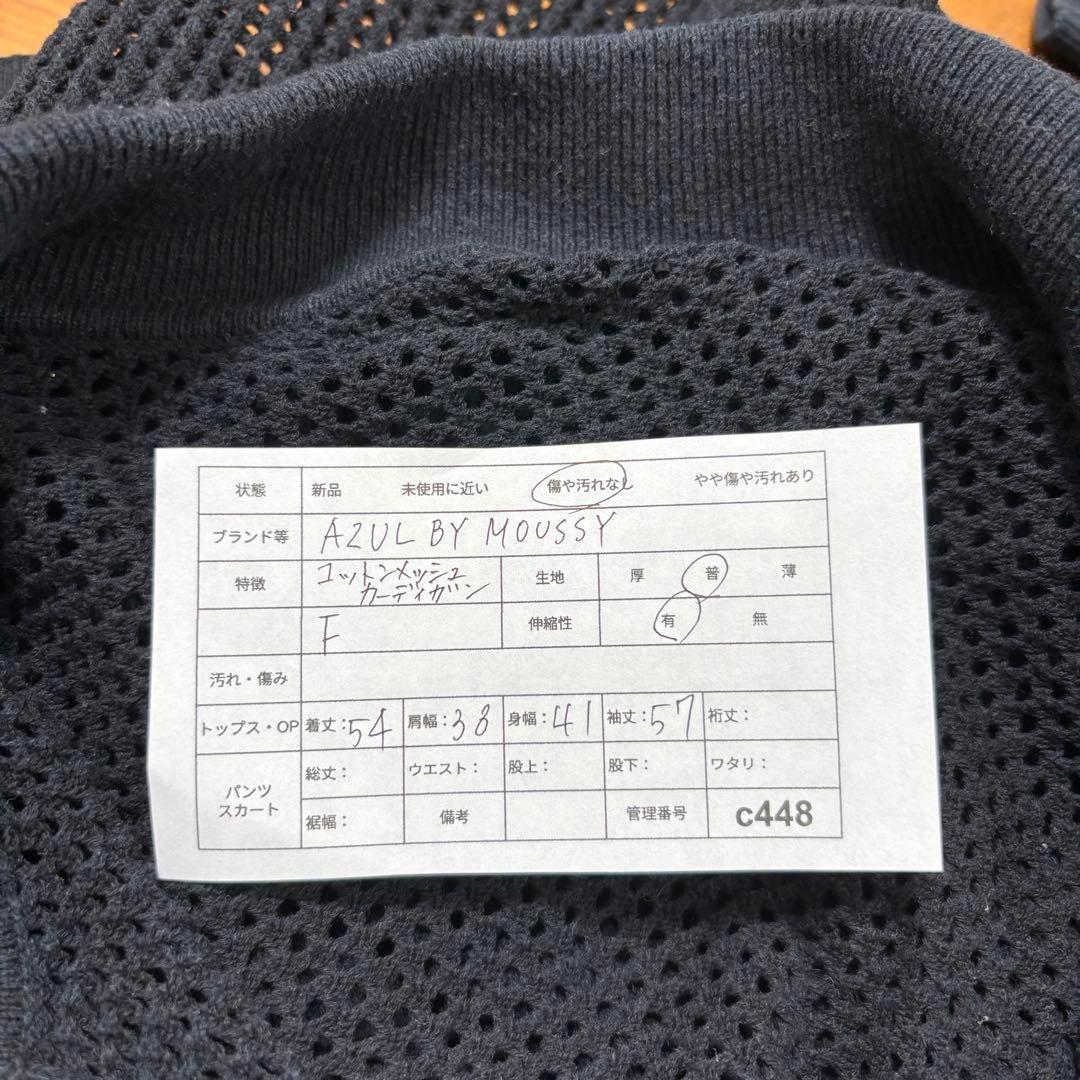 状態 新品 未使用に近い 傷や汚れなし やや傷や汚れあり
ブランド等 AZUL BY MOUSSY
特徴 コットンメッシュ カーディガン 生地 厚 普 薄
F 伸縮性 有 無
汚れ・傷み
トップス・OP 着丈：54 肩幅：38 身幅：41 袖丈：57 裄丈：
パンツ スカート 総丈： ウエスト： 股上： 股下： ワタリ：
裾幅： 備考 管理番号 c448